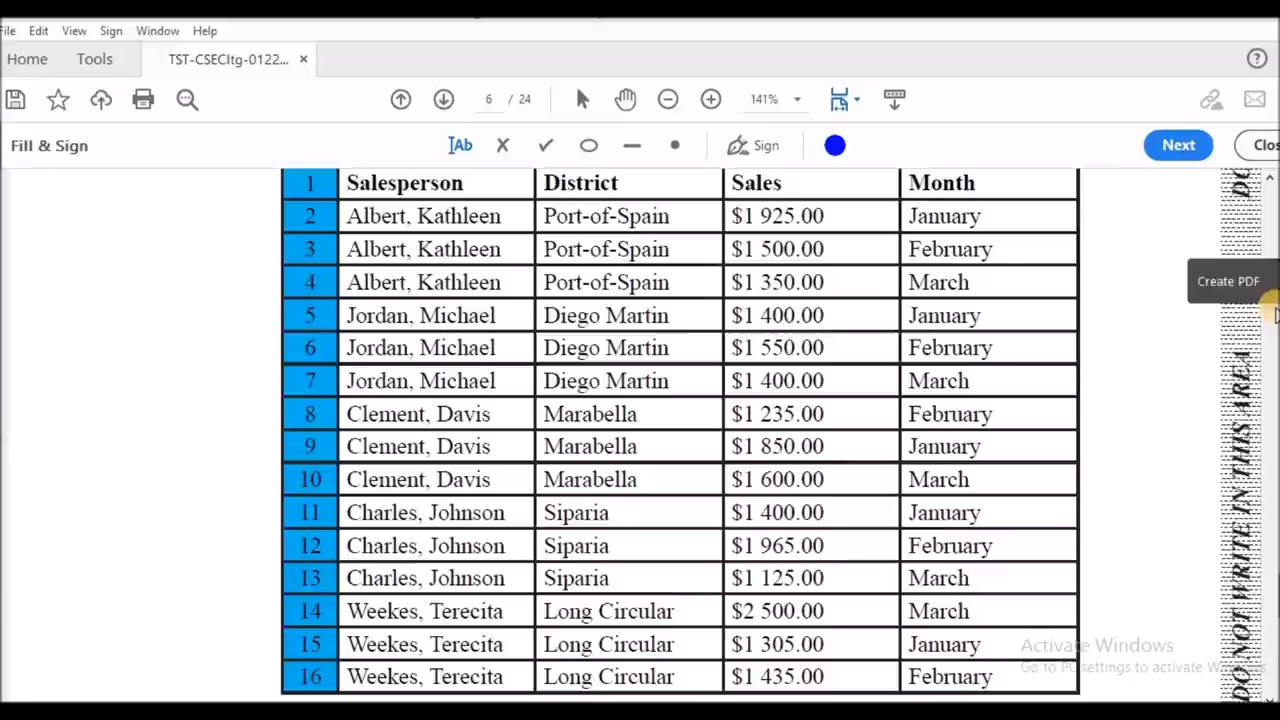 File Edit View Sign Window Help
Home Tools TST-CSECItg-0122... ×
6 / 24 141%
Fill & Sign Ab Sign Next Clos
1 Salesperson District Sales Month
2 Albert, Kathleen Port-of-Spain $1 925.00 January
3 Albert, Kathleen Port-of-Spain $1 500.00 February
4 Albert, Kathleen Port-of-Spain $1 350.00 March
Create PDF
5 Jordan, Michael Diego Martin $1 400.00 January
6 Jordan, Michael Diego Martin $1 550.00 February
7 Jordan, Michael Diego Martin $1 400.00 March
8 Clement, Davis Marabella $1 235.00 February
9 Clement, Davis Marabella $1 850.00 January
10 Clement, Davis Marabella $1 600.00 March
11 Charles, Johnson Siparia $1 400.00 January
12 Charles, Johnson Siparia $1 965.00 February
13 Charles, Johnson Siparia $1 125.00 March
14 Weekes, Terecita Long Circular $2 500.00 March
15 Weekes, Terecita Long Circular $1 305.00 January
16 Weekes, Terecita Long Circular $1 435.00 February
Activate Windows
Go to PC settings to activate
DO NOT WRITE IN THIS AREA
DO